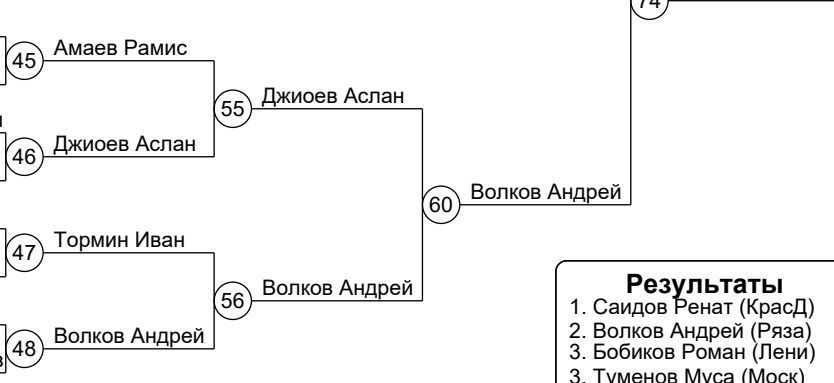 74
45 Амаев Рамис
55 Джиоев Аслан
46 Джиоев Аслан
60 Волков Андрей
47 Тормин Иван
56 Волков Андрей
48 Волков Андрей
Результаты
1. Саидов Ренат (КрасД)
2. Волков Андрей (Ряза)
3. Бобиков Роман (Лени)
3. Туменов Муса (Моск)